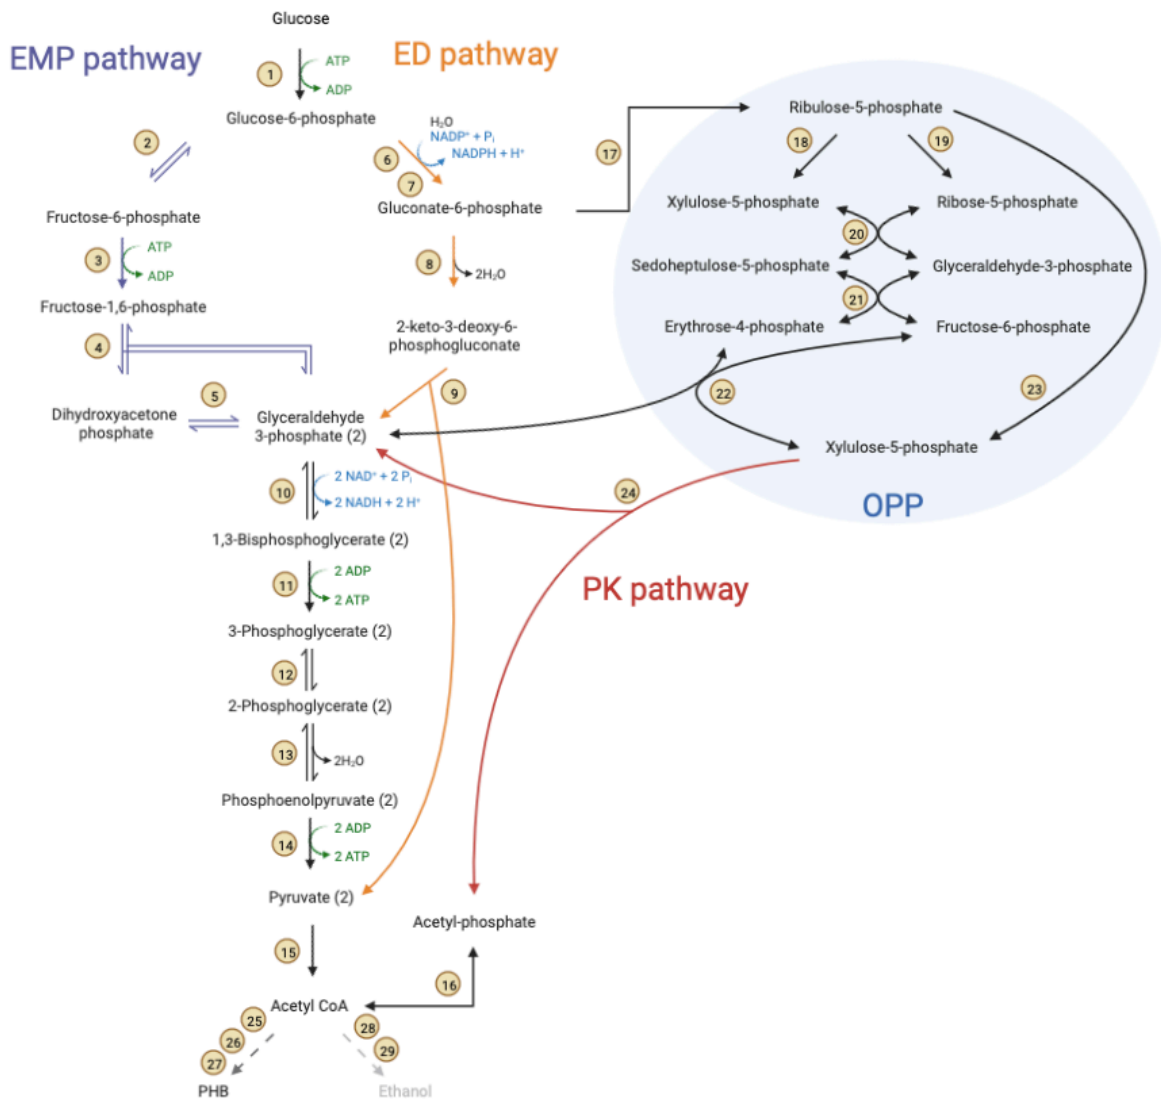 Glucose
EMP pathway
ED pathway
1
ATP
ADP
Glucose-6-phosphate
2
H₂O
NADP⁺ + Pᵢ
NADPH + H⁺
6
7
Gluconate-6-phosphate
Fructose-6-phosphate
3
ATP
ADP
8
2H₂O
Fructose-1,6-phosphate
4
2-keto-3-deoxy-6-
phosphogluconate
5
9
Dihydroxyacetone
phosphate
Glyceraldehyde
3-phosphate (2)
10
2 NAD⁺ + 2 Pᵢ
2 NADH + 2 H⁺
1,3-Bisphosphoglycerate (2)
11
2 ADP
2 ATP
3-Phosphoglycerate (2)
12
2-Phosphoglycerate (2)
13
2H₂O
Phosphoenolpyruvate (2)
14
2 ADP
2 ATP
Pyruvate (2)
15
Acetyl-phosphate
16
Acetyl CoA
25
26
27
28
29
PHB
Ethanol
17
Ribulose-5-phosphate
18
19
Xylulose-5-phosphate
Ribose-5-phosphate
20
Sedoheptulose-5-phosphate
Glyceraldehyde-3-phosphate
21
Erythrose-4-phosphate
Fructose-6-phosphate
22
23
Xylulose-5-phosphate
24
OPP
PK pathway